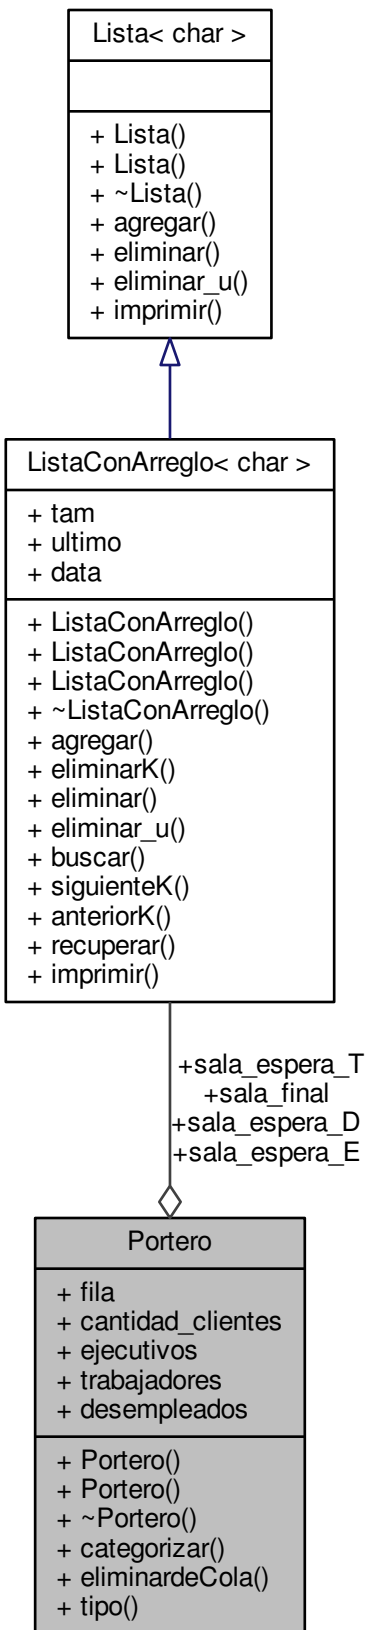 Lista< char >
+ Lista()
+ Lista()
+ ~Lista()
+ agregar()
+ eliminar()
+ eliminar_u()
+ imprimir()
ListaConArreglo< char >
+ tam
+ ultimo
+ data
+ ListaConArreglo()
+ ListaConArreglo()
+ ListaConArreglo()
+ ~ListaConArreglo()
+ agregar()
+ eliminarK()
+ eliminar()
+ eliminar_u()
+ buscar()
+ siguienteK()
+ anteriorK()
+ recuperar()
+ imprimir()
+sala_espera_T
+sala_final
+sala_espera_D
+sala_espera_E
Portero
+ fila
+ cantidad_clientes
+ ejecutivos
+ trabajadores
+ desempleados
+ Portero()
+ Portero()
+ ~Portero()
+ categorizar()
+ eliminardeCola()
+ tipo()